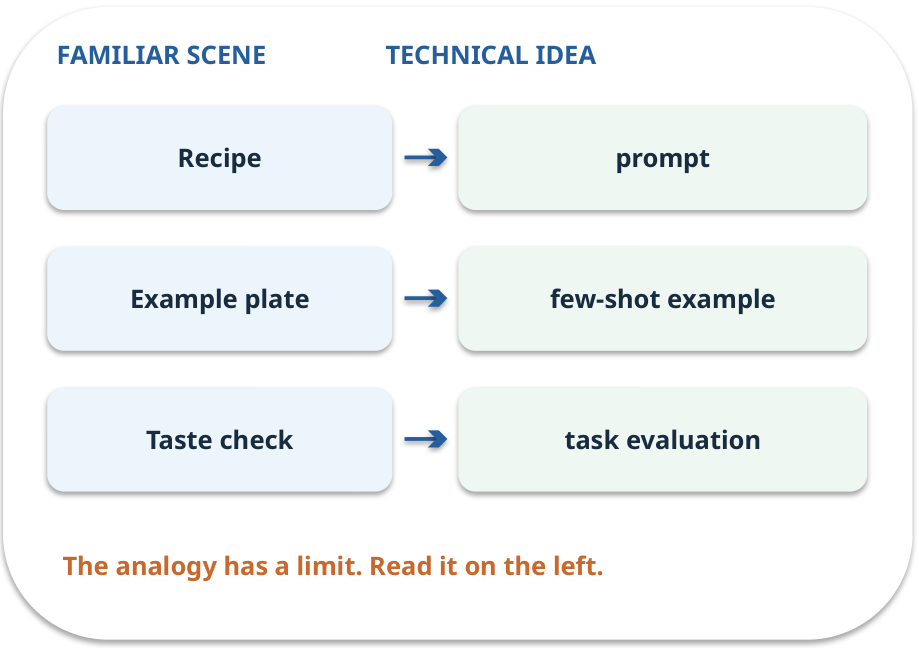 FAMILIAR SCENE TECHNICAL IDEA
Recipe prompt
Example plate few-shot example
Taste check task evaluation
The analogy has a limit. Read it on the left.